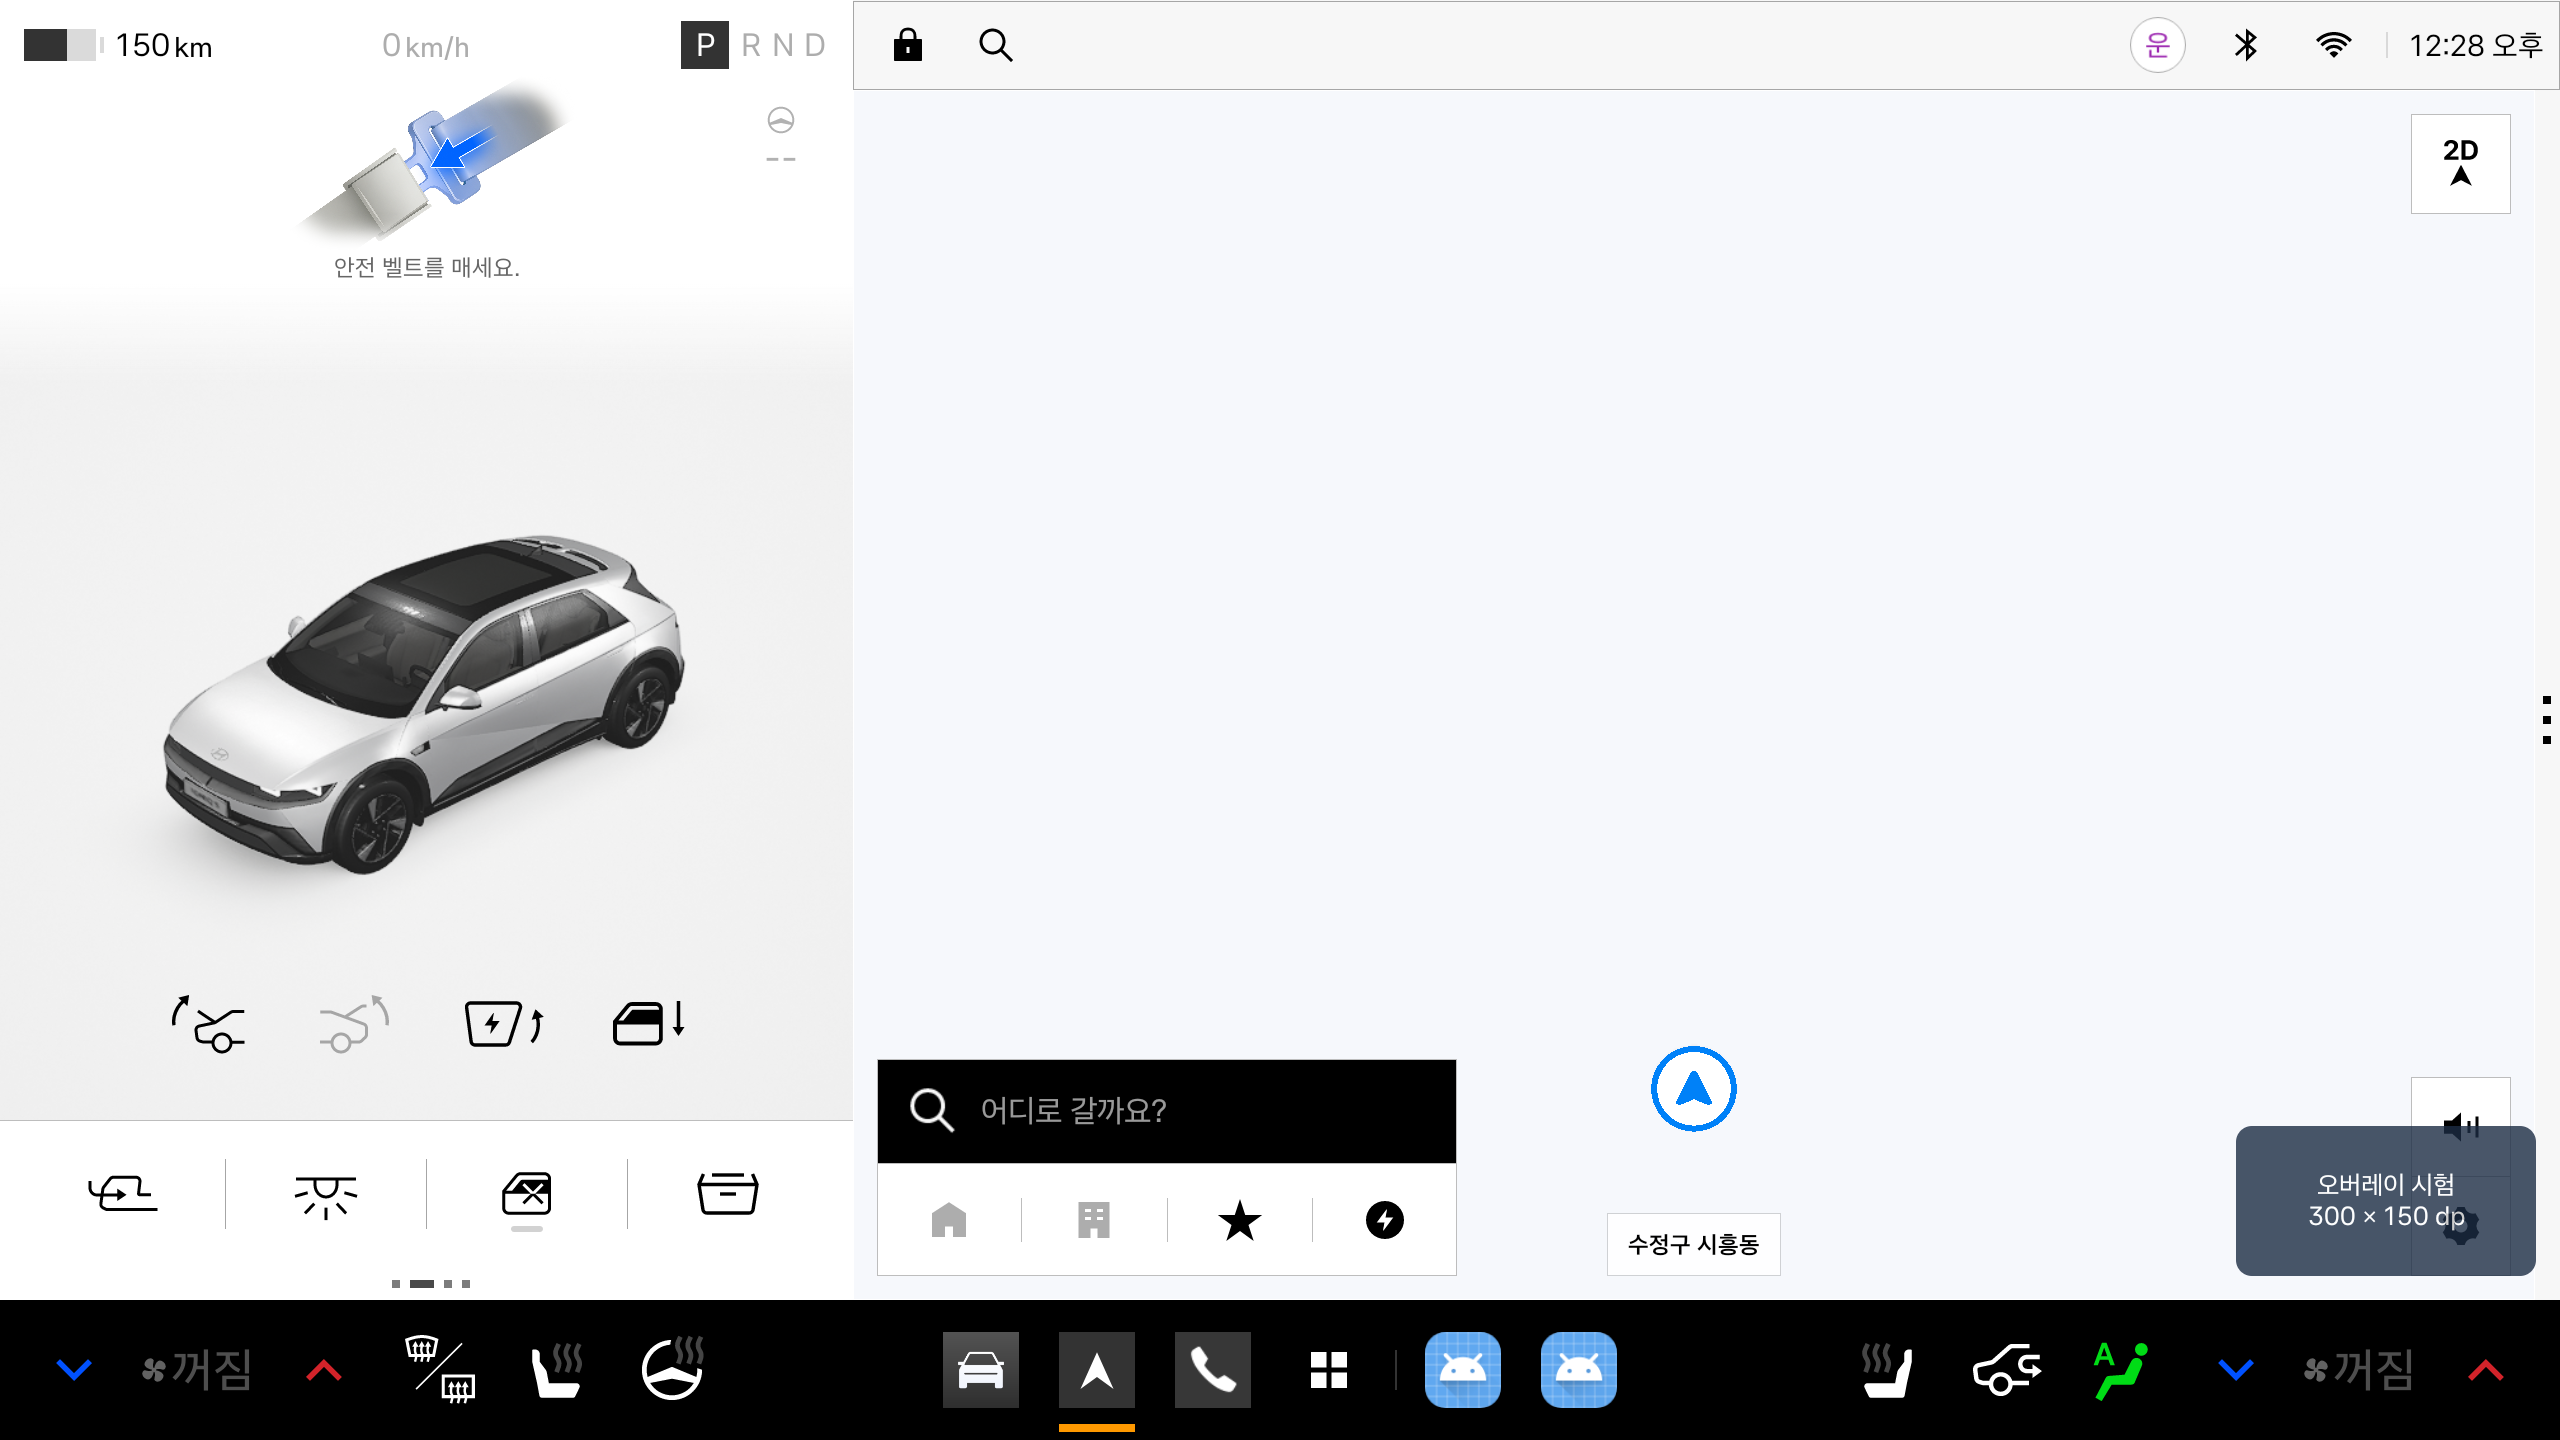 150 km
0 km/h
P R N D
운
12:28 오후
안전 벨트를 매세요.
2D
어디로 갈까요?
수정구 시흥동
오버레이 시험
300 × 150 dp
꺼짐
A
꺼짐